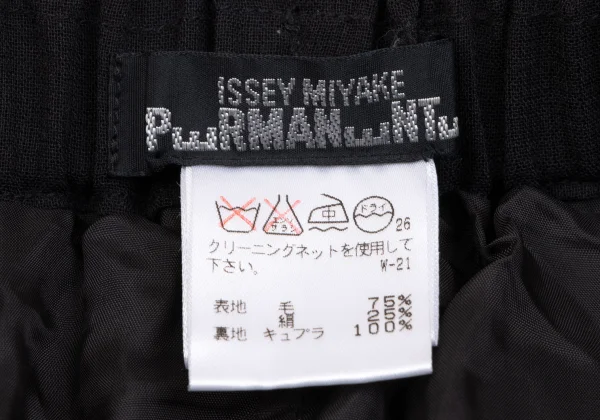 ISSEY MIYAKE
PERMANENTE
エンソ
サラシ
中
ドライ
26
クリーニングネットを使用して
下さい。 W-21
表地 毛 75%
絹 25%
裏地 キュプラ 100%